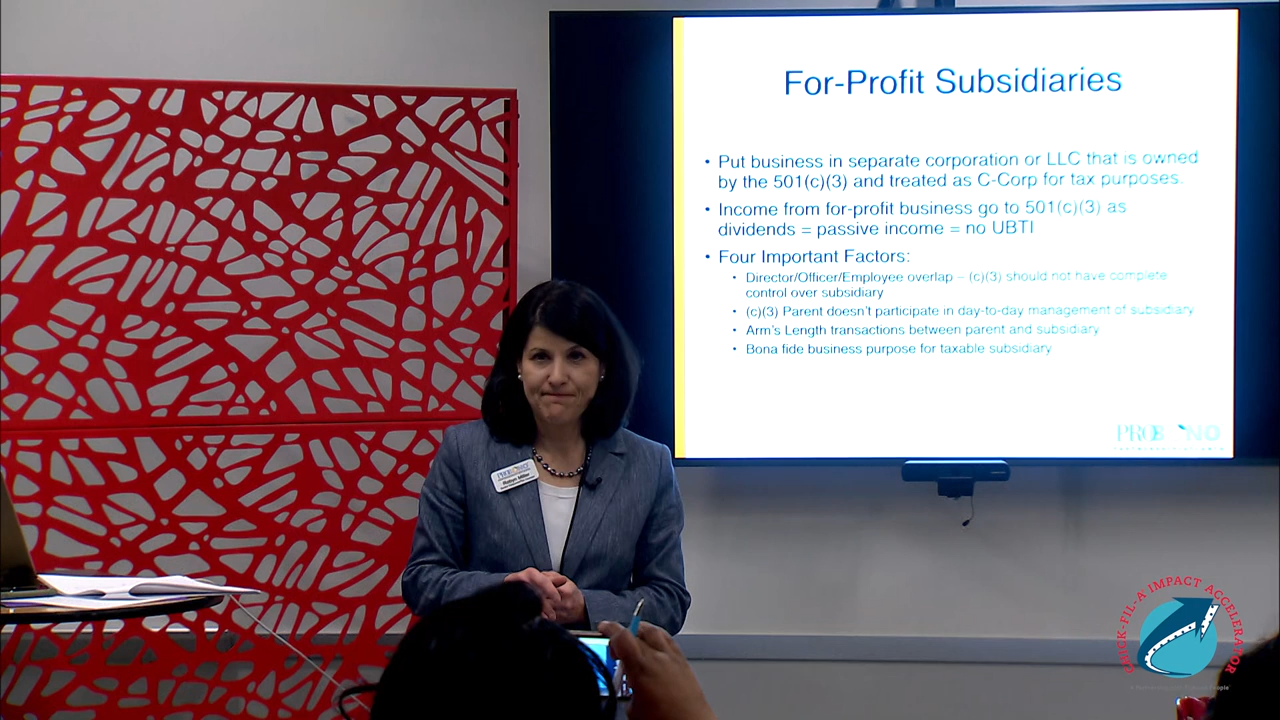 For-Profit Subsidiaries
• Put business in separate corporation or LLC that is owned
by the 501(c)(3) and treated as C-Corp for tax purposes.
• Income from for-profit business go to 501(c)(3) as
dividends = passive income = no UBTI
• Four Important Factors:
• Director/Officer/Employee overlap – (c)(3) should not have complete
control over subsidiary
• (c)(3) Parent doesn't participate in day-to-day management of subsidiary
• Arm's Length transactions between parent and subsidiary
• Bona fide business purpose for taxable subsidiary
PRO BONO
Robyn Miller
CHICK-FIL-A IMPACT ACCELERATOR